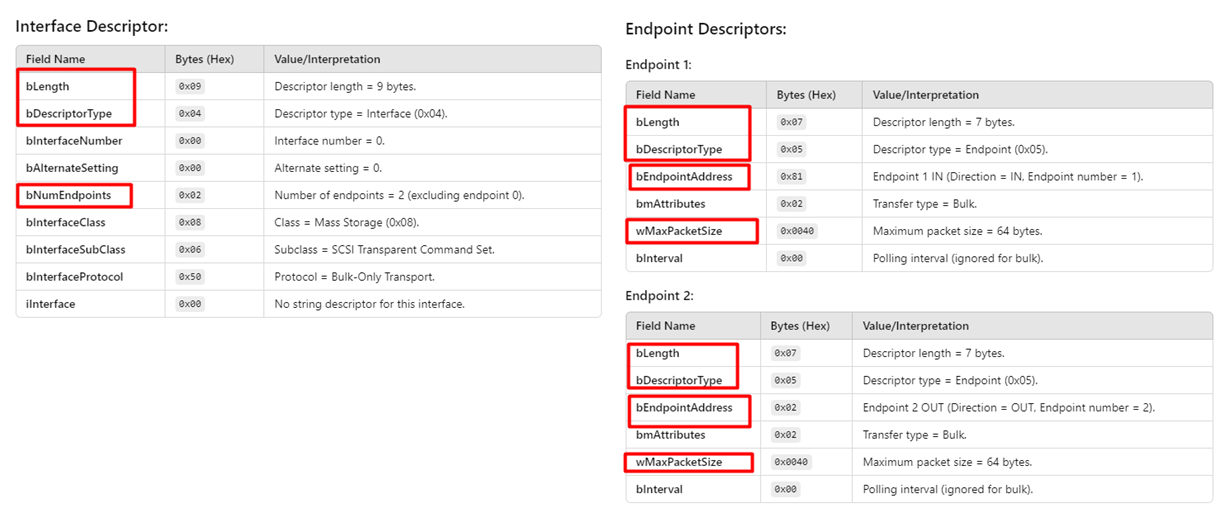 Interface Descriptor:
Field Name Bytes (Hex) Value/Interpretation
bLength 0x09 Descriptor length = 9 bytes.
bDescriptorType 0x04 Descriptor type = Interface (0x04).
bInterfaceNumber 0x00 Interface number = 0.
bAlternateSetting 0x00 Alternate setting = 0.
bNumEndpoints 0x02 Number of endpoints = 2 (excluding endpoint 0).
bInterfaceClass 0x08 Class = Mass Storage (0x08).
bInterfaceSubClass 0x06 Subclass = SCSI Transparent Command Set.
bInterfaceProtocol 0x50 Protocol = Bulk-Only Transport.
iInterface 0x00 No string descriptor for this interface.
Endpoint Descriptors:
Endpoint 1:
Field Name Bytes (Hex) Value/Interpretation
bLength 0x07 Descriptor length = 7 bytes.
bDescriptorType 0x05 Descriptor type = Endpoint (0x05).
bEndpointAddress 0x81 Endpoint 1 IN (Direction = IN, Endpoint number = 1).
bmAttributes 0x02 Transfer type = Bulk.
wMaxPacketSize 0x0040 Maximum packet size = 64 bytes.
bInterval 0x00 Polling interval (ignored for bulk).
Endpoint 2:
Field Name Bytes (Hex) Value/Interpretation
bLength 0x07 Descriptor length = 7 bytes.
bDescriptorType 0x05 Descriptor type = Endpoint (0x05).
bEndpointAddress 0x02 Endpoint 2 OUT (Direction = OUT, Endpoint number = 2).
bmAttributes 0x02 Transfer type = Bulk.
wMaxPacketSize 0x0040 Maximum packet size = 64 bytes.
bInterval 0x00 Polling interval (ignored for bulk).